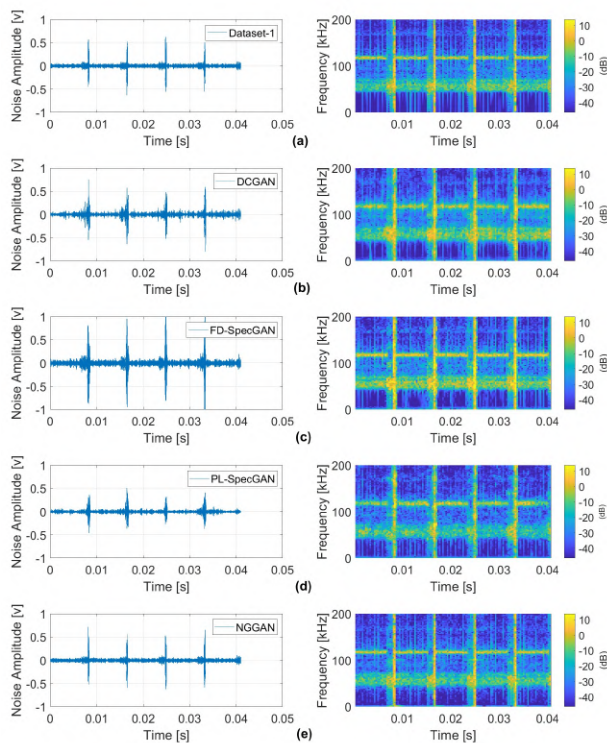 Noise Amplitude [v]
1
0.5
0
-0.5
-1
Dataset-1
0 0.01 0.02 0.03 0.04 0.05
Time [s]
(a)
Frequency [kHz]
200
100
0
0.01 0.02 0.03 0.04
Time [s]
10
0
-10
-20
-30
-40
(dB)
Noise Amplitude [v]
1
0.5
0
-0.5
-1
DCGAN
0 0.01 0.02 0.03 0.04 0.05
Time [s]
(b)
Frequency [kHz]
200
100
0
0.01 0.02 0.03 0.04
Time [s]
10
0
-10
-20
-30
-40
(dB)
Noise Amplitude [v]
1
0.5
0
-0.5
-1
FD-SpecGAN
0 0.01 0.02 0.03 0.04 0.05
Time [s]
(c)
Frequency [kHz]
200
100
0
0.01 0.02 0.03 0.04
Time [s]
10
0
-10
-20
-30
-40
(dB)
Noise Amplitude [v]
1
0.5
0
-0.5
-1
PL-SpecGAN
0 0.01 0.02 0.03 0.04 0.05
Time [s]
(d)
Frequency [kHz]
200
100
0
0.01 0.02 0.03 0.04
Time [s]
10
0
-10
-20
-30
-40
(dB)
Noise Amplitude [v]
1
0.5
0
-0.5
-1
NGGAN
0 0.01 0.02 0.03 0.04 0.05
Time [s]
(e)
Frequency [kHz]
200
100
0
0.01 0.02 0.03 0.04
Time [s]
10
0
-10
-20
-30
-40
(dB)